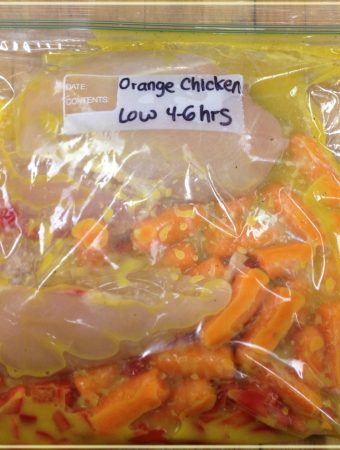 DATE:
Orange Chicken
CONTENTS:
Low 4-6 hrs